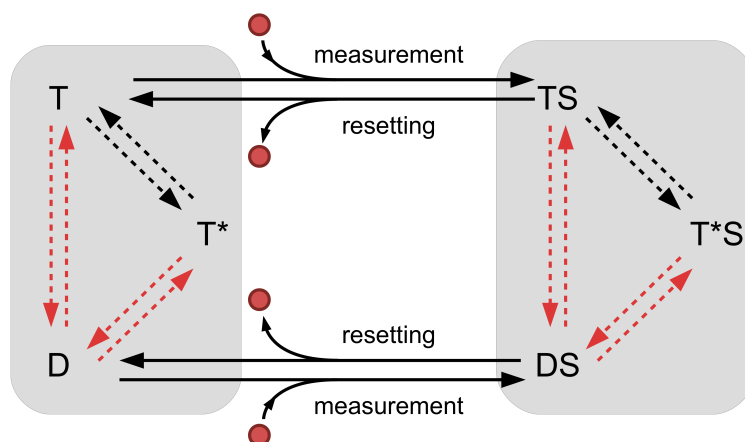 measurement
T
TS
resetting
T*
T*S
resetting
D
DS
measurement